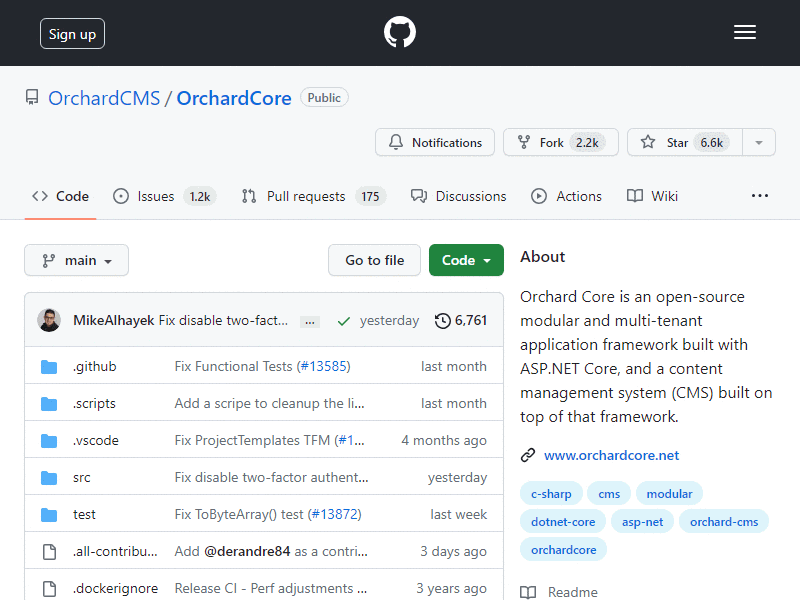 Sign up
OrchardCMS / OrchardCore Public
Notifications Fork 2.2k Star 6.6k
Code Issues 1.2k Pull requests 175 Discussions Actions Wiki ...
main Go to file Code
MikeAlhayek Fix disable two-fact... ... yesterday 6,761
.github Fix Functional Tests (#13585) last month
.scripts Add a scripe to cleanup the li... last month
.vscode Fix ProjectTemplates TFM (#1... 4 months ago
src Fix disable two-factor authent... yesterday
test Fix ToByteArray() test (#13872) last week
.all-contribu... Add @derandre84 as a contri... 3 days ago
.dockerignore Release CI - Perf adjustments ... 3 years ago
About
Orchard Core is an open-source
modular and multi-tenant
application framework built with
ASP.NET Core, and a content
management system (CMS) built on
top of that framework.
www.orchardcore.net
c-sharp cms modular
dotnet-core asp-net orchard-cms
orchardcore
Readme